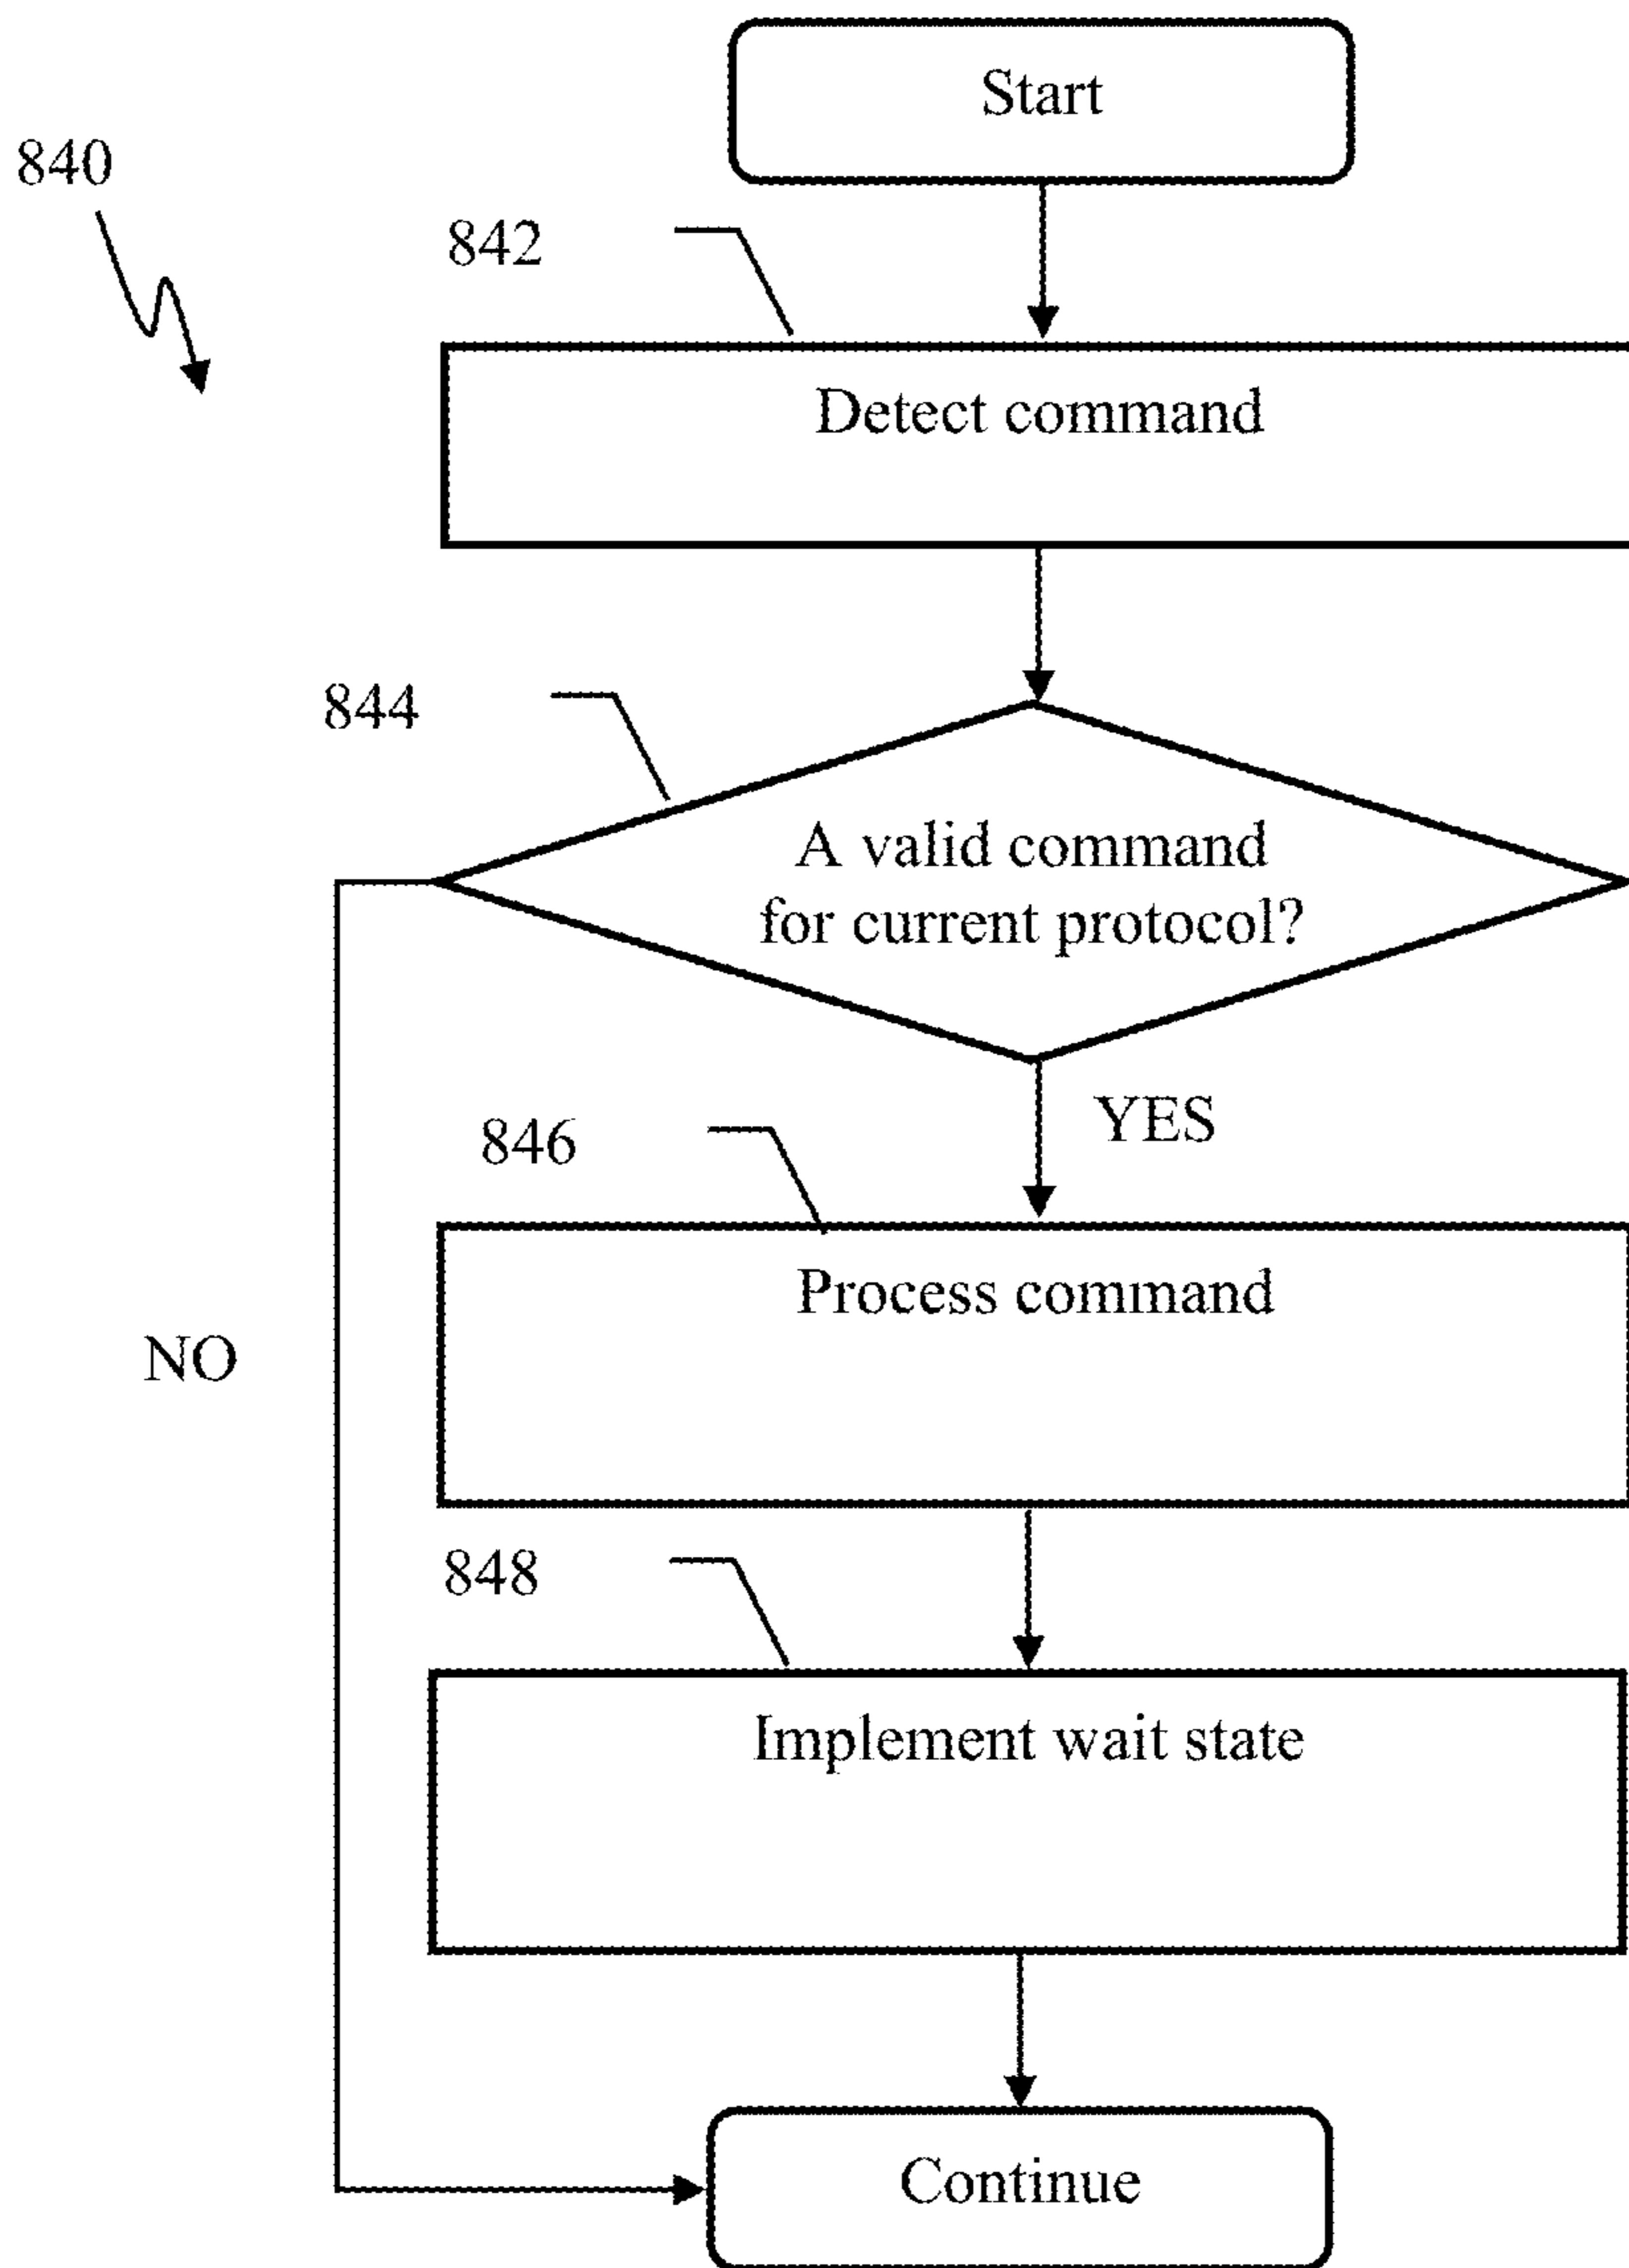 Start
840
842
Detect command
844
A valid command
for current protocol?
YES
846
Process command
NO
848
Implement wait state
Continue